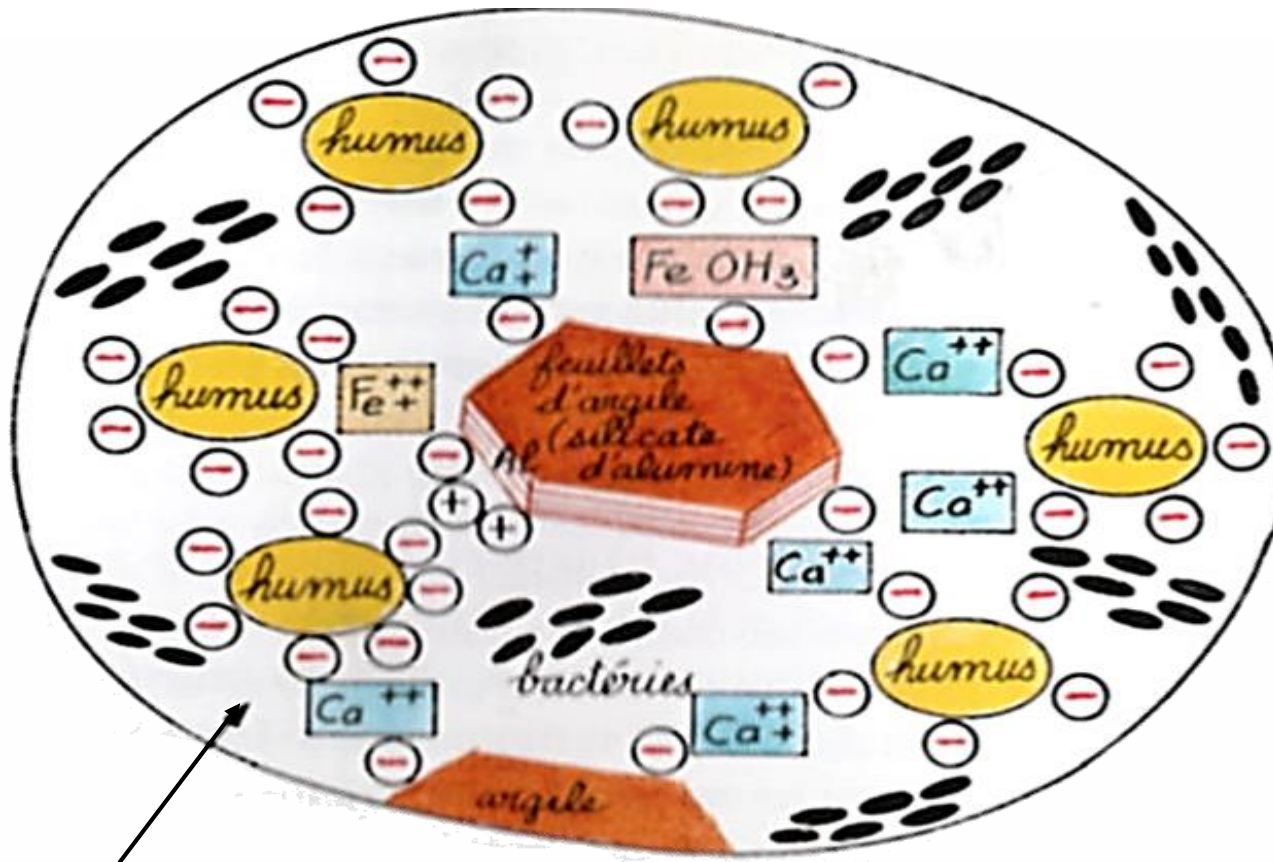 humus
humus
Ca++
Fe OH3
Ca++
humus
Fe+++
feuillets
d'argile
(silicate
Al d'alumine)
humus
Ca++
Ca++
humus
bactéries
humus
Ca++
Ca+++
argile